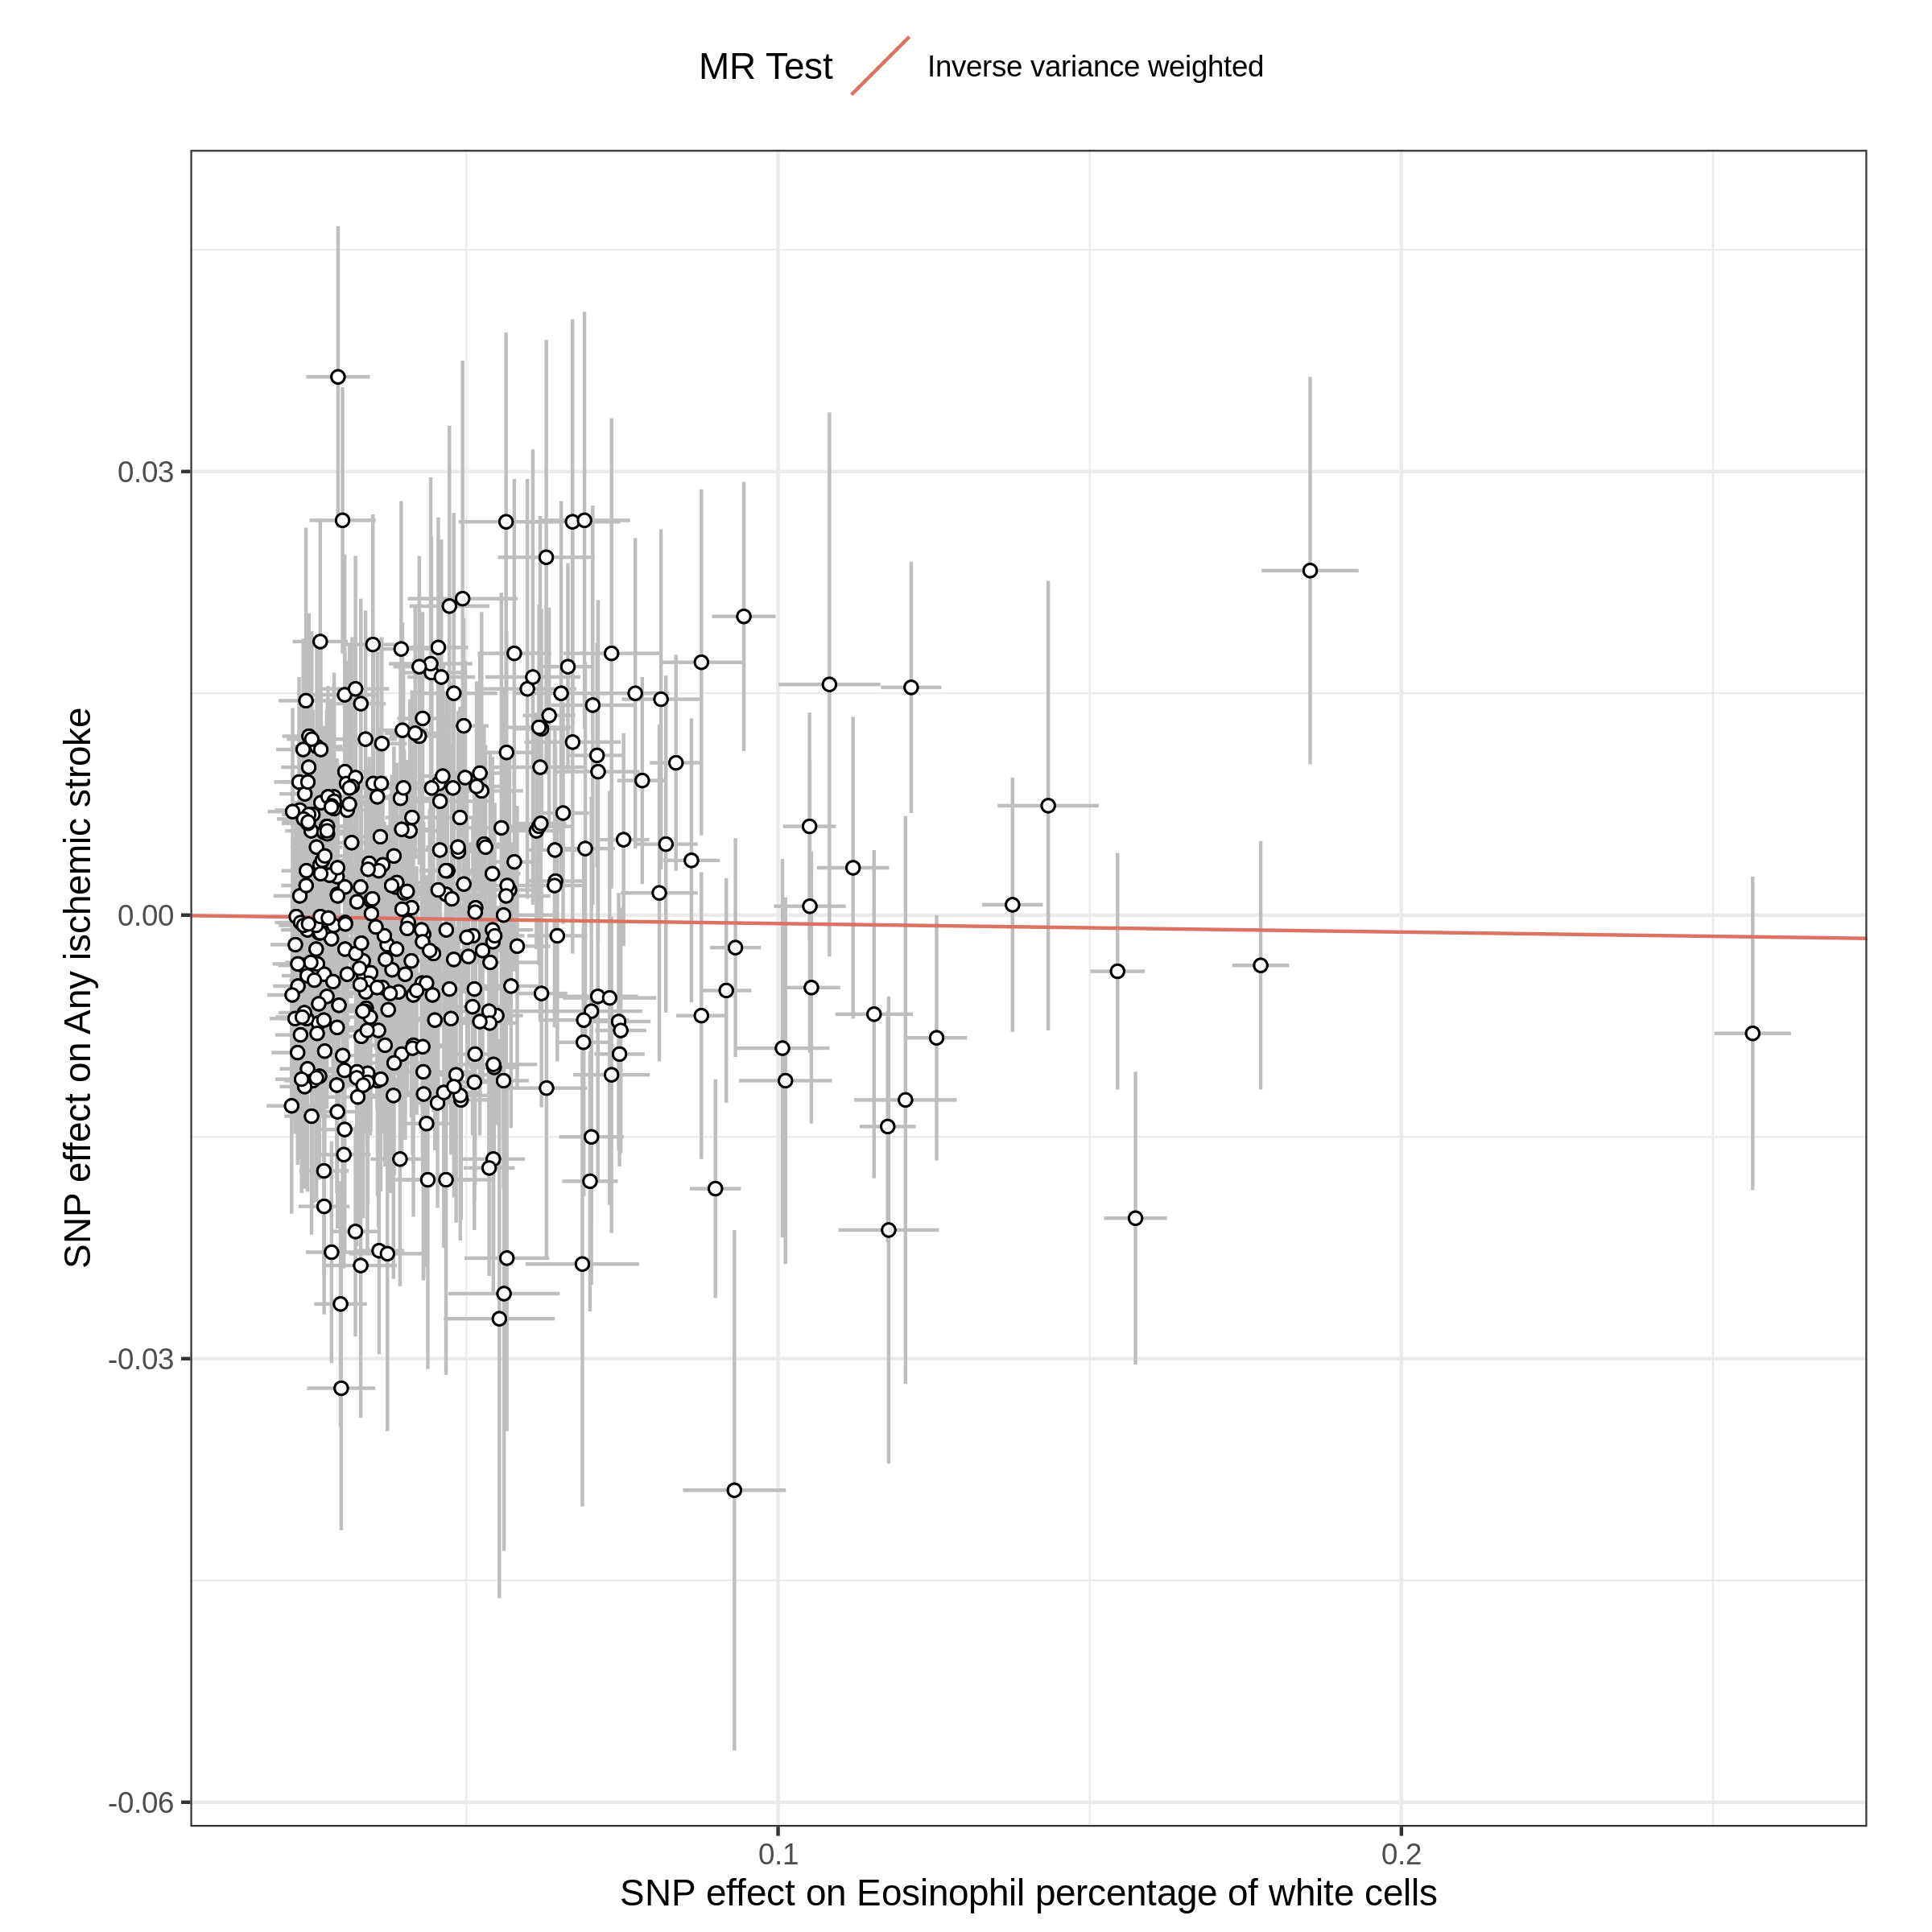 MR Test Inverse variance weighted
SNP effect on Any ischemic stroke
0.03
0.00
-0.03
-0.06
0.1 0.2
SNP effect on Eosinophil percentage of white cells